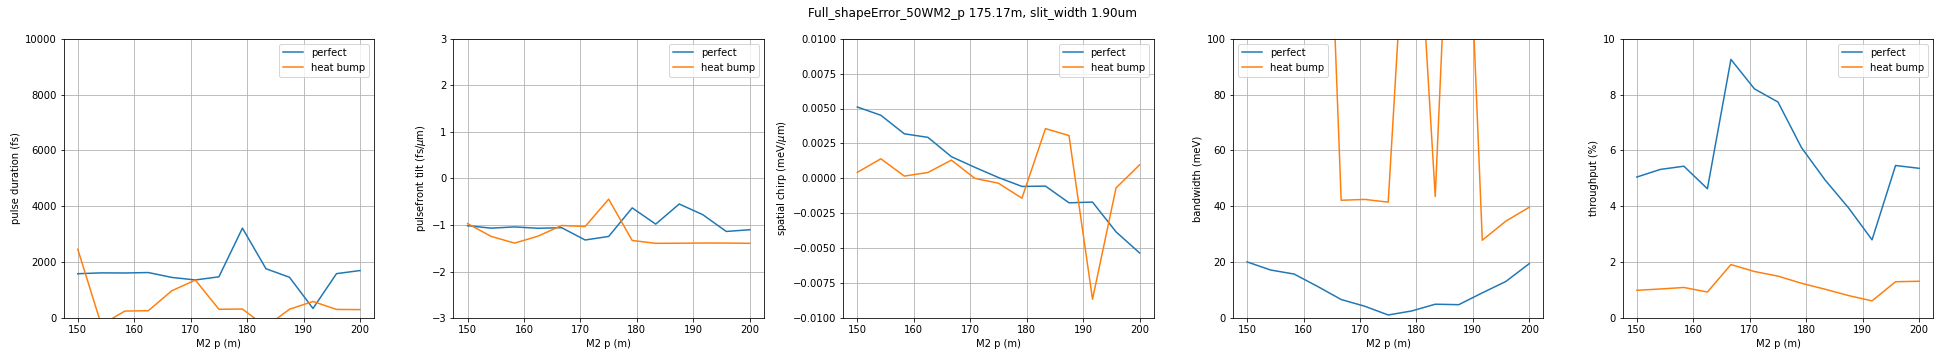 Full_shapeError_50WM2_p 175.17m, slit_width 1.90um
pulse duration (fs)
10000
8000
6000
4000
2000
0
150 160 170 180 190 200
M2 p (m)
perfect
heat bump
pulsefront tilt (fs/μm)
3
2
1
0
−1
−2
−3
150 160 170 180 190 200
M2 p (m)
perfect
heat bump
spatial chirp (meV/μm)
0.0100
0.0075
0.0050
0.0025
0.0000
−0.0025
−0.0050
−0.0075
−0.0100
150 160 170 180 190 200
M2 p (m)
perfect
heat bump
bandwidth (meV)
100
80
60
40
20
0
150 160 170 180 190 200
M2 p (m)
perfect
heat bump
throughput (%)
10
8
6
4
2
0
150 160 170 180 190 200
M2 p (m)
perfect
heat bump